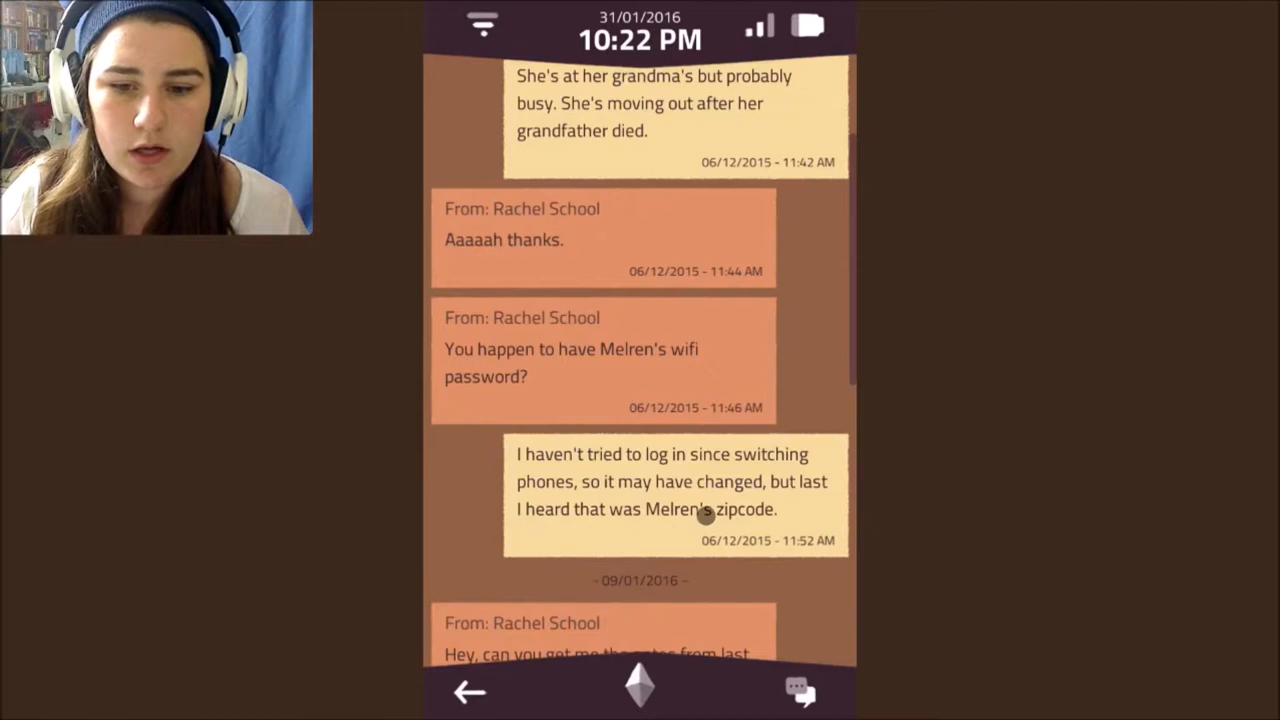 31/01/2016
10:22 PM
She's at her grandma's but probably
busy. She's moving out after her
grandfather died.
06/12/2015 - 11:42 AM
From: Rachel School
Aaaaah thanks.
06/12/2015 - 11:44 AM
From: Rachel School
You happen to have Melren's wifi
password?
06/12/2015 - 11:46 AM
I haven't tried to log in since switching
phones, so it may have changed, but last
I heard that was Melren's zipcode.
06/12/2015 - 11:52 AM
- 09/01/2016 -
From: Rachel School
Hey, can you get me the notes from last